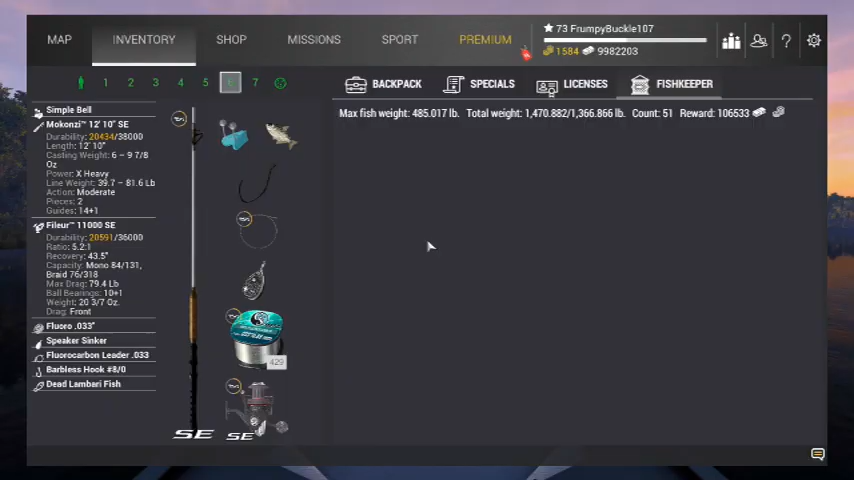 MAP
INVENTORY
SHOP
MISSIONS
SPORT
PREMIUM
73 FrumpyBuckle107
1584 9982203
?
1
2
3
4
5
6
7
BACKPACK
SPECIALS
LICENSES
FISHKEEPER
Max fish weight: 485.017 lb. Total weight: 1,470.882/1,366.866 lb. Count: 51 Reward: 106533
Simple Bell
Mokonzi™ 12' 10" SE
Durability: 20434/38000
Length: 12' 10"
Casting Weight: 6 – 9 7/8
Oz
Power: X Heavy
Line Weight: 39.7 – 81.6 Lb
Action: Moderate
Pieces: 2
Guides: 14+1
Fileur™ 11000 SE
Durability: 20591/36000
Ratio: 5.2:1
Recovery: 43.5"
Capacity: Mono 84/131,
Braid 76/318
Max Drag: 79.4 Lb
Ball Bearings: 10+1
Weight: 20 3/7 Oz.
Drag: Front
Fluoro .033"
Speaker Sinker
Fluorocarbon Leader .033
Barbless Hook #8/0
Dead Lambari Fish
429
SE
SE